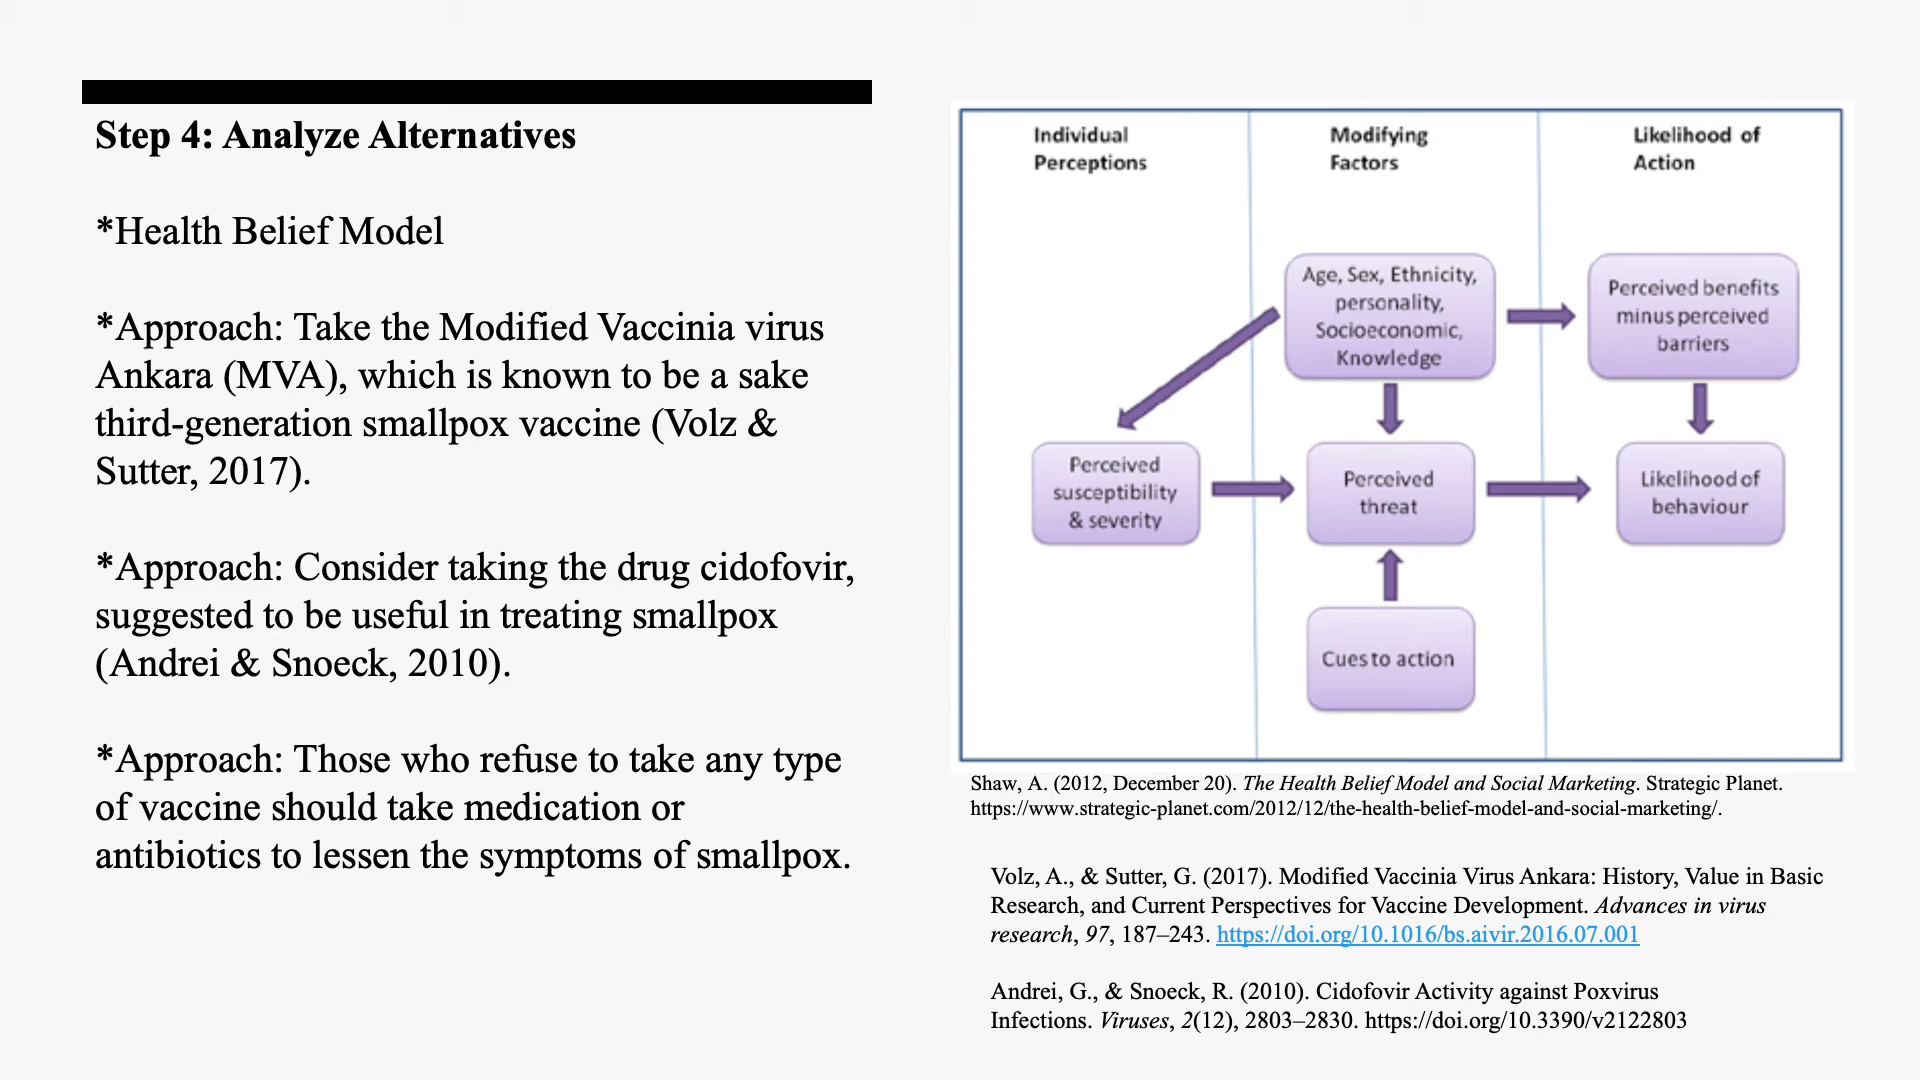 Step 4: Analyze Alternatives
*Health Belief Model
*Approach: Take the Modified Vaccinia virus
Ankara (MVA), which is known to be a sake
third-generation smallpox vaccine (Volz &
Sutter, 2017).
*Approach: Consider taking the drug cidofovir,
suggested to be useful in treating smallpox
(Andrei & Snoeck, 2010).
*Approach: Those who refuse to take any type
of vaccine should take medication or
antibiotics to lessen the symptoms of smallpox.
Individual
Perceptions
Modifying
Factors
Likelihood of
Action
Age, Sex, Ethnicity,
personality,
Socioeconomic,
Knowledge
Perceived benefits
minus perceived
barriers
Perceived
susceptibility
& severity
Perceived
threat
Likelihood of
behaviour
Cues to action
Shaw, A. (2012, December 20). The Health Belief Model and Social Marketing. Strategic Planet.
https://www.strategic-planet.com/2012/12/the-health-belief-model-and-social-marketing/.
Volz, A., & Sutter, G. (2017). Modified Vaccinia Virus Ankara: History, Value in Basic
Research, and Current Perspectives for Vaccine Development. Advances in virus
research, 97, 187–243. https://doi.org/10.1016/bs.aivir.2016.07.001
Andrei, G., & Snoeck, R. (2010). Cidofovir Activity against Poxvirus
Infections. Viruses, 2(12), 2803–2830. https://doi.org/10.3390/v2122803